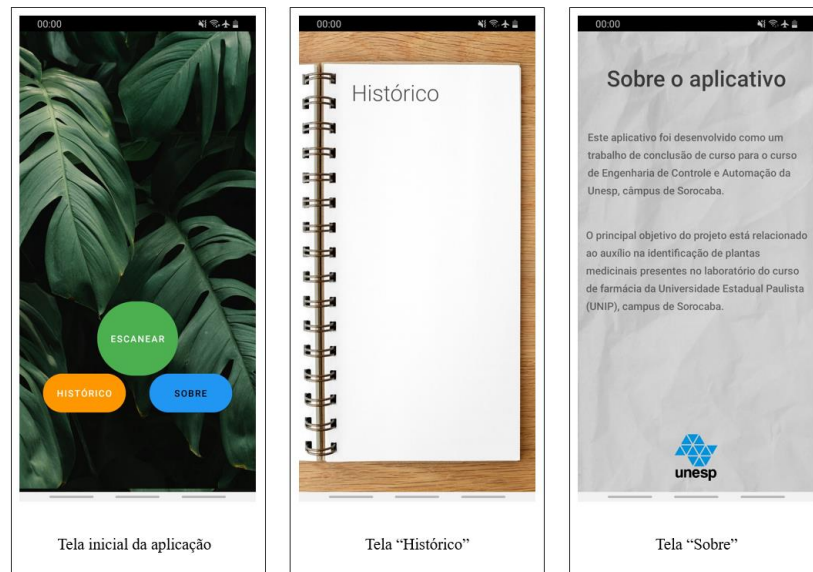 00:00
ESCANEAR
HISTÓRICO
SOBRE
Tela inicial da aplicação
00:00
Histórico
Tela “Histórico”
00:00
Sobre o aplicativo
Este aplicativo foi desenvolvido como um
trabalho de conclusão de curso para o curso
de Engenharia de Controle e Automação da
Unesp, câmpus de Sorocaba.
O principal objetivo do projeto está relacionado
ao auxílio na identificação de plantas
medicinais presentes no laboratório do curso
de farmácia da Universidade Estadual Paulista
(UNIP), campus de Sorocaba.
unesp
Tela “Sobre”